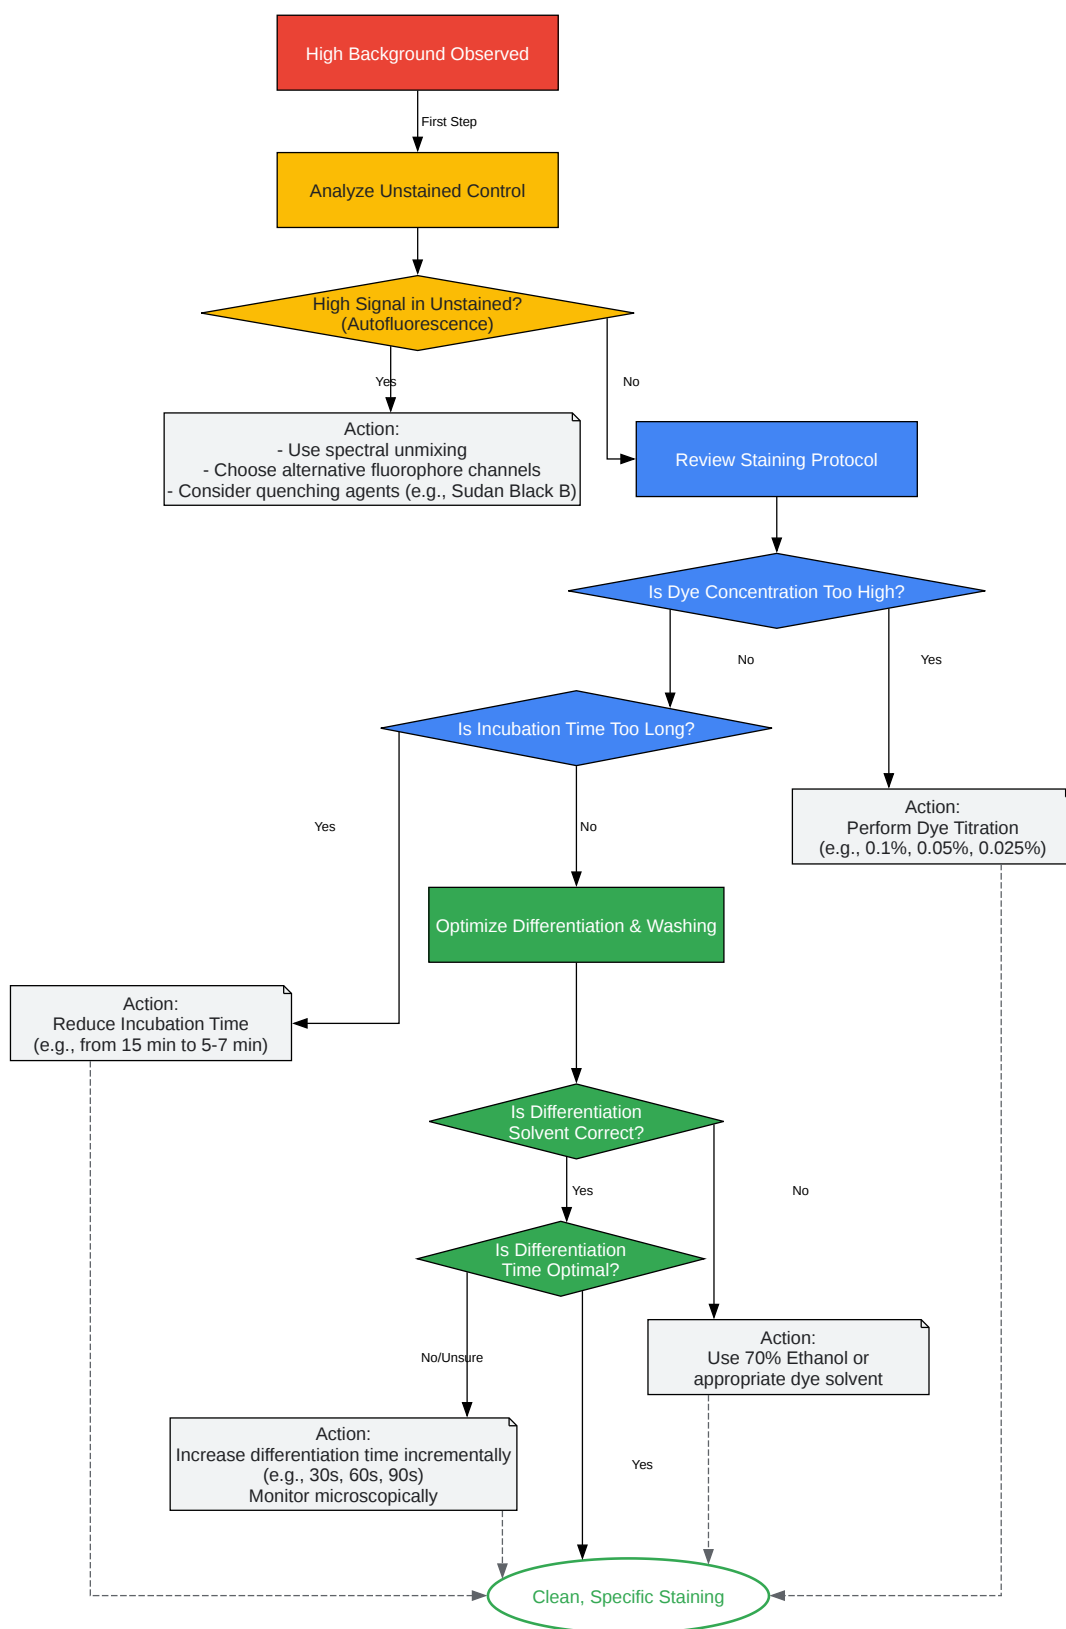 High Background Observed
First Step
Analyze Unstained Control
High Signal in Unstained?
(Autofluorescence)
Yes
No
Action:
- Use spectral unmixing
- Choose alternative fluorophore channels
- Consider quenching agents (e.g., Sudan Black B)
Review Staining Protocol
Is Dye Concentration Too High?
No
Yes
Is Incubation Time Too Long?
Yes
No
Action:
Perform Dye Titration
(e.g., 0.1%, 0.05%, 0.025%)
Optimize Differentiation & Washing
Action:
Reduce Incubation Time
(e.g., from 15 min to 5-7 min)
Is Differentiation
Solvent Correct?
Yes
No
Is Differentiation
Time Optimal?
No/Unsure
Action:
Use 70% Ethanol or
appropriate dye solvent
Action:
Increase differentiation time incrementally
(e.g., 30s, 60s, 90s)
Monitor microscopically
Yes
Clean, Specific Staining